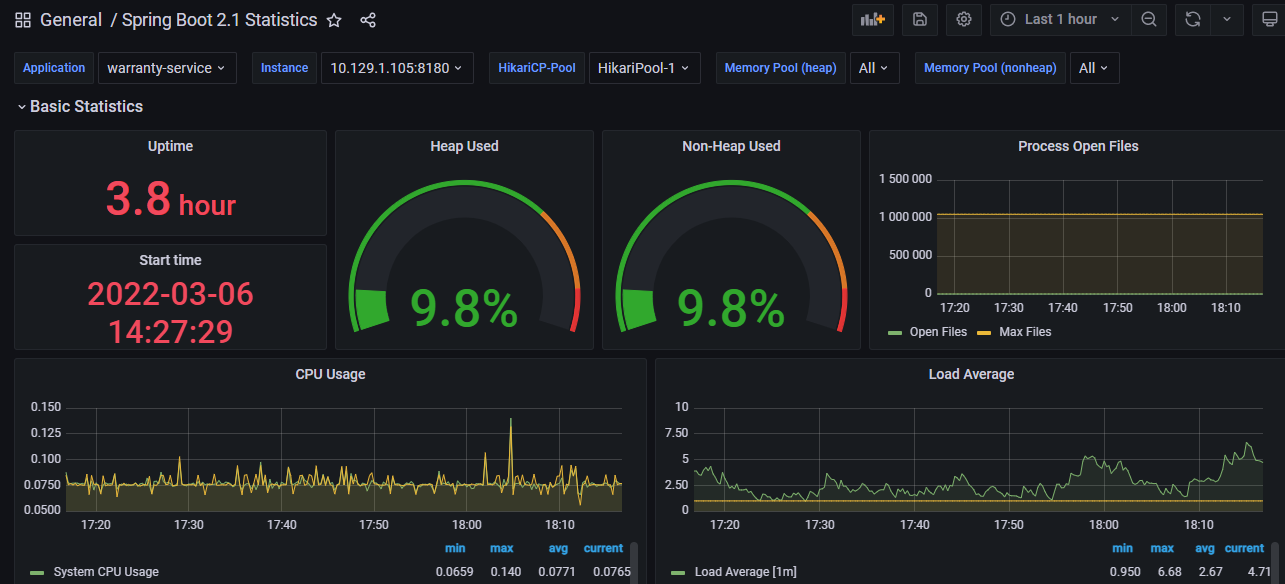 General / Spring Boot 2.1 Statistics
Last 1 hour
Application warranty-service Instance 10.129.1.105:8180 HikariCP-Pool HikariPool-1 Memory Pool (heap) All Memory Pool (nonheap) All
Basic Statistics
Uptime
3.8 hour
Start time
2022-03-06
14:27:29
Heap Used
9.8%
Non-Heap Used
9.8%
Process Open Files
1 500 000
1 000 000
500 000
0
17:20 17:30 17:40 17:50 18:00 18:10
Open Files Max Files
CPU Usage
0.150
0.125
0.100
0.0750
0.0500
17:20 17:30 17:40 17:50 18:00 18:10
min max avg current
System CPU Usage 0.0659 0.140 0.0771 0.0765
Load Average
10
7.50
5
2.50
0
17:20 17:30 17:40 17:50 18:00 18:10
min max avg current
Load Average [1m] 0.950 6.68 2.67 4.71